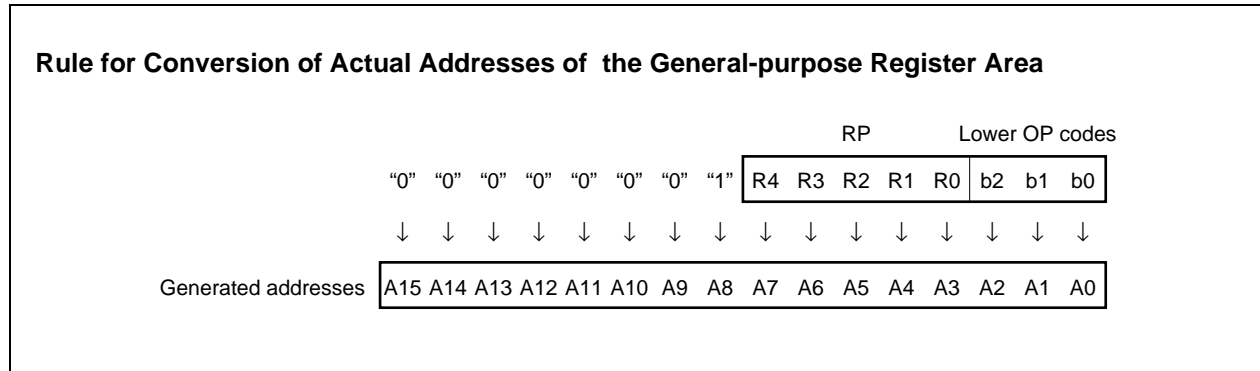 Rule for Conversion of Actual Addresses of the General-purpose Register Area
RP Lower OP codes
“0” “0” “0” “0” “0” “0” “0” “1” R4 R3 R2 R1 R0 b2 b1 b0
↓ ↓ ↓ ↓ ↓ ↓ ↓ ↓ ↓ ↓ ↓ ↓ ↓ ↓ ↓ ↓
Generated addresses A15 A14 A13 A12 A11 A10 A9 A8 A7 A6 A5 A4 A3 A2 A1 A0